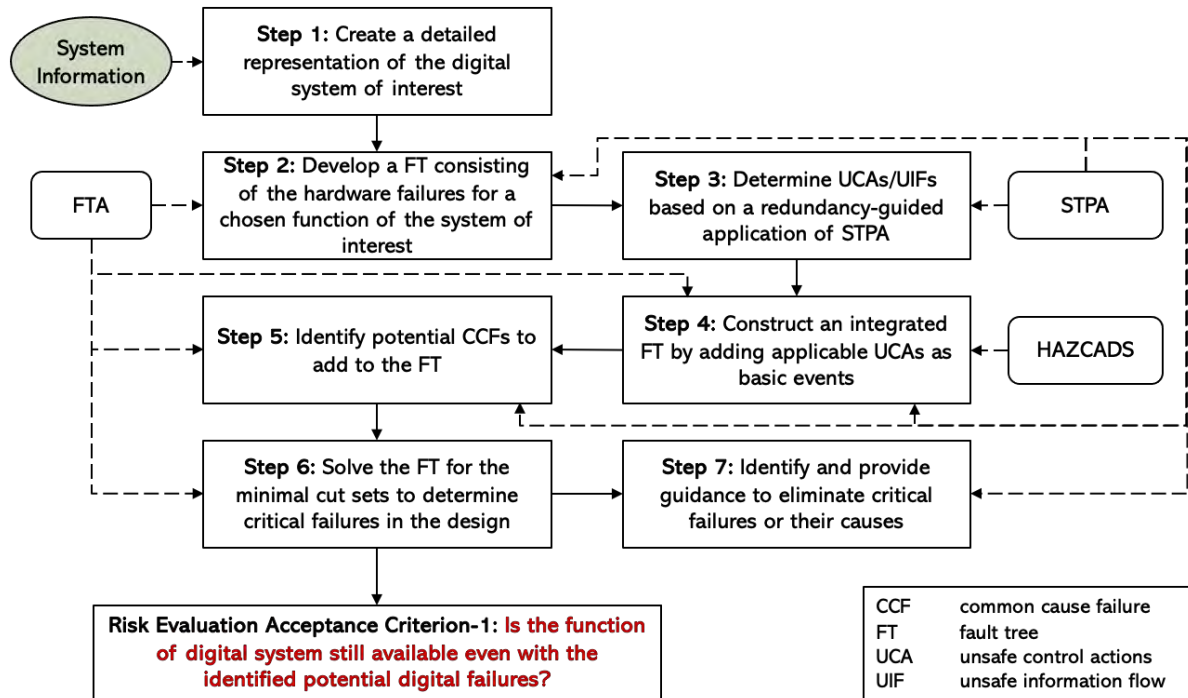 System
Information
Step 1: Create a detailed
representation of the digital
system of interest
FTA
Step 2: Develop a FT consisting
of the hardware failures for a
chosen function of the system of
interest
Step 3: Determine UCAs/UIFs
based on a redundancy-guided
application of STPA
STPA
Step 5: Identify potential CCFs to
add to the FT
Step 4: Construct an integrated
FT by adding applicable UCAs as
basic events
HAZCADS
Step 6: Solve the FT for the
minimal cut sets to determine
critical failures in the design
Step 7: Identify and provide
guidance to eliminate critical
failures or their causes
Risk Evaluation Acceptance Criterion-1: Is the function
of digital system still available even with the
identified potential digital failures?
CCF common cause failure
FT fault tree
UCA unsafe control actions
UIF unsafe information flow